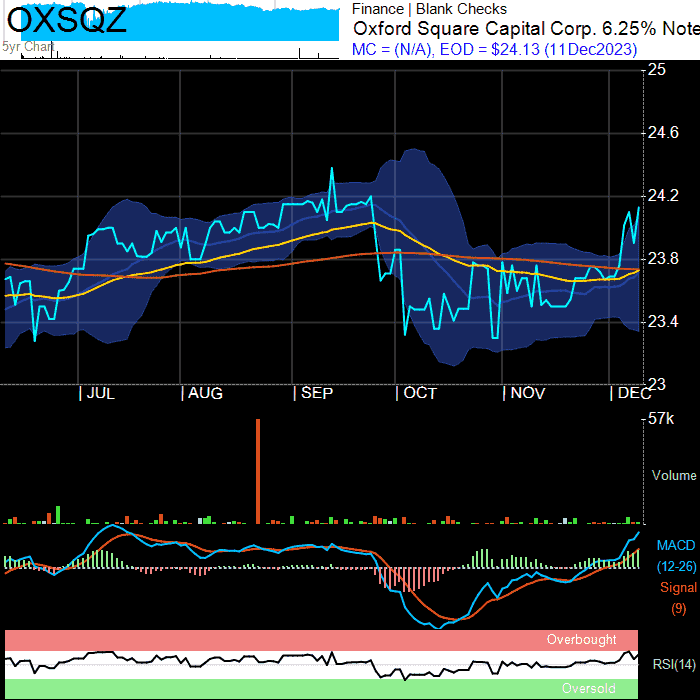 OXSQZ
Finance | Blank Checks
Oxford Square Capital Corp. 6.25% Note
5yr Chart
MC = (N/A), EOD = $24.13 (11Dec2023)
25
24.6
24.2
23.8
23.4
23
JUL
AUG
SEP
OCT
NOV
DEC
57k
Volume
MACD
(12-26)
Signal
(9)
Overbought
RSI(14)
Oversold